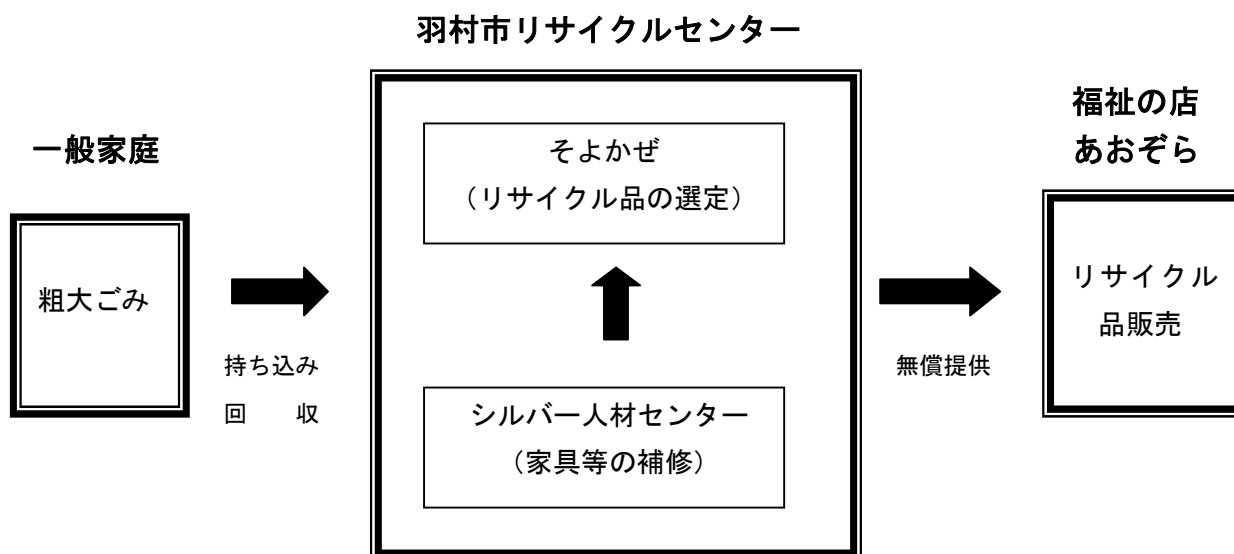 羽村市リサイクルセンター
一般家庭
粗大ごみ
持ち込み
回　　収
そよかぜ
（リサイクル品の選定）
シルバー人材センター
（家具等の補修）
無償提供
福祉の店
あおぞら
リサイクル
品販売